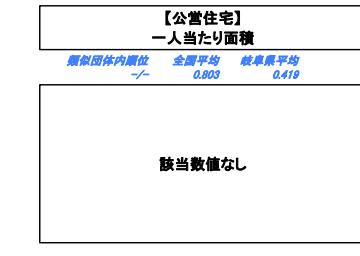 【公営住宅】
一人当たり面積
類似団体内順位 全国平均 岐阜県平均
-/- 0.803 0.419
該当数値なし